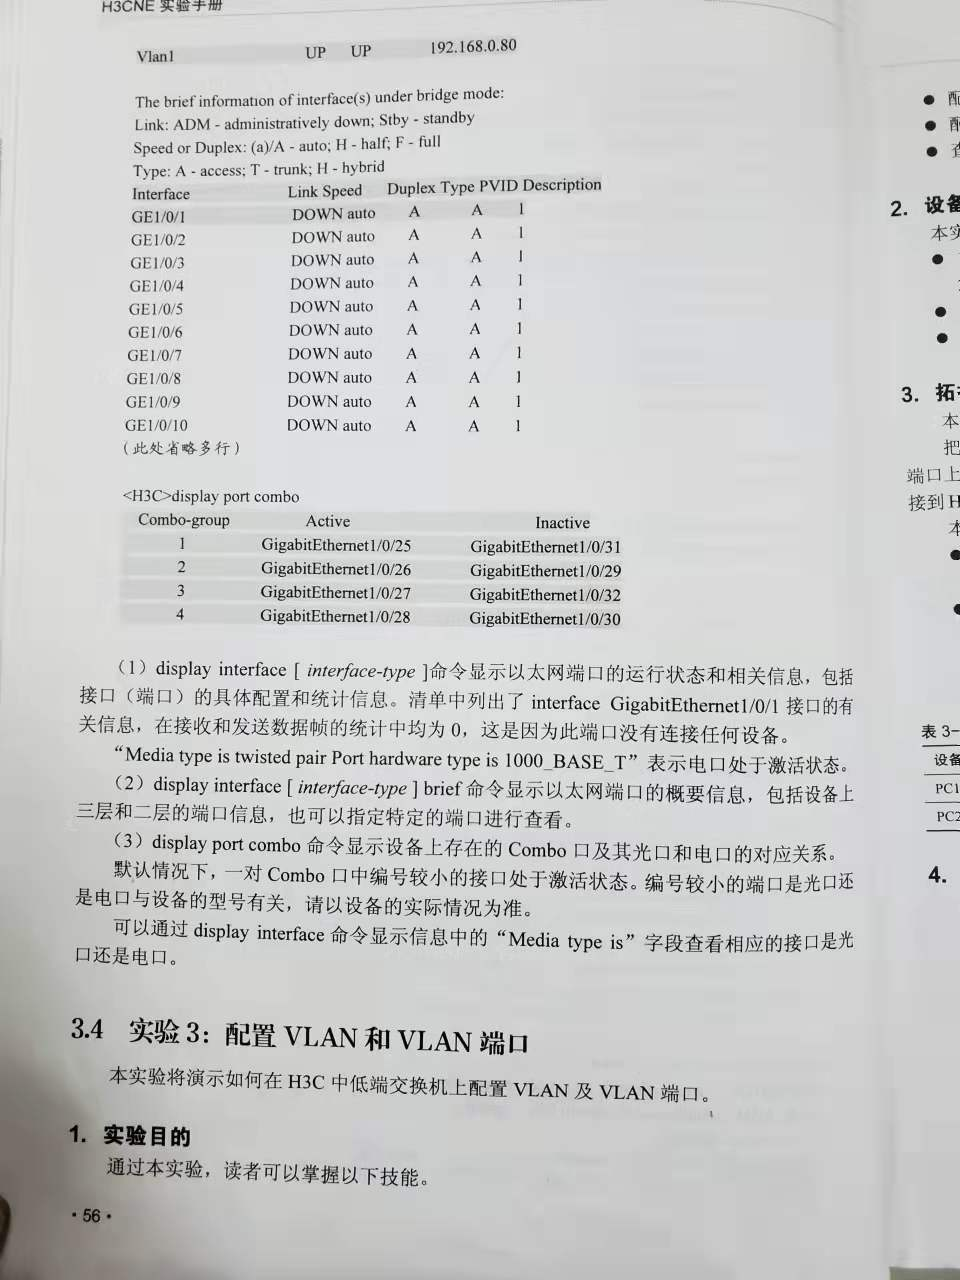 H3CNE 实验手册
Vlan1 UP UP 192.168.0.80
The brief information of interface(s) under bridge mode:
Link: ADM - administratively down; Stby - standby
Speed or Duplex: (a)/A - auto; H - half; F - full
Type: A - access; T - trunk; H - hybrid
Interface Link Speed Duplex Type PVID Description
GE1/0/1 DOWN auto A A 1
GE1/0/2 DOWN auto A A 1
GE1/0/3 DOWN auto A A 1
GE1/0/4 DOWN auto A A 1
GE1/0/5 DOWN auto A A 1
GE1/0/6 DOWN auto A A 1
GE1/0/7 DOWN auto A A 1
GE1/0/8 DOWN auto A A 1
GE1/0/9 DOWN auto A A 1
GE1/0/10 DOWN auto A A 1
（此处省略多行）
<H3C>display port combo
Combo-group Active Inactive
1 GigabitEthernet1/0/25 GigabitEthernet1/0/31
2 GigabitEthernet1/0/26 GigabitEthernet1/0/29
3 GigabitEthernet1/0/27 GigabitEthernet1/0/32
4 GigabitEthernet1/0/28 GigabitEthernet1/0/30
（1）display interface [ interface-type ]命令显示以太网端口的运行状态和相关信息，包括
接口（端口）的具体配置和统计信息。清单中列出了 interface GigabitEthernet1/0/1 接口的有
关信息，在接收和发送数据帧的统计中均为 0，这是因为此端口没有连接任何设备。
“Media type is twisted pair Port hardware type is 1000_BASE_T”表示电口处于激活状态。
（2）display interface [ interface-type ] brief 命令显示以太网端口的概要信息，包括设备上
三层和二层的端口信息，也可以指定特定的端口进行查看。
（3）display port combo 命令显示设备上存在的 Combo 口及其光口和电口的对应关系。
默认情况下，一对 Combo 口中编号较小的接口处于激活状态。编号较小的端口是光口还
是电口与设备的型号有关，请以设备的实际情况为准。
可以通过 display interface 命令显示信息中的“Media type is”字段查看相应的接口是光
口还是电口。
3.4 实验 3：配置 VLAN 和 VLAN 端口
本实验将演示如何在 H3C 中低端交换机上配置 VLAN 及 VLAN 端口。
1. 实验目的
通过本实验，读者可以掌握以下技能。
·56·
2. 设备
本实
3. 拓
本
把
端口上
接到 H
表 3-
设备
PC1
PC2
4.